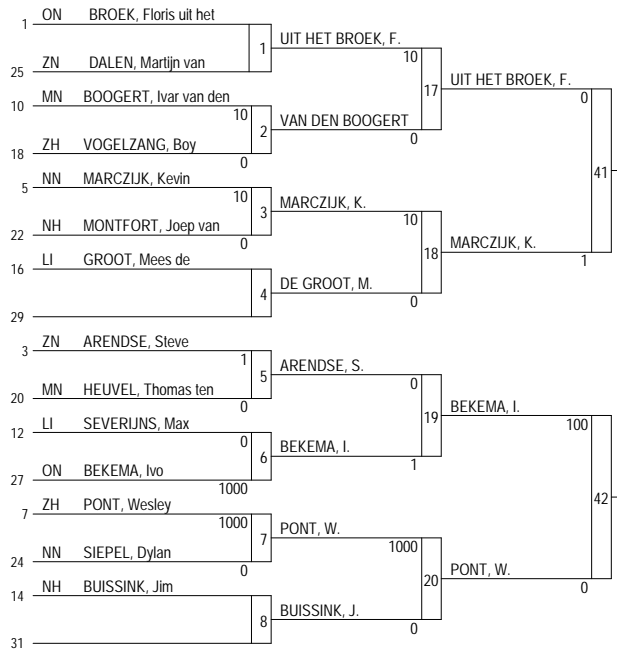 1 ON BROEK, Floris uit het
1 UIT HET BROEK, F.
10
25 ZN DALEN, Martijn van
17 UIT HET BROEK, F.
0
10 MN BOOGERT, Ivar van den
10
2 VAN DEN BOOGERT
0
18 ZH VOGELZANG, Boy
0
41
5 NN MARCZIJK, Kevin
10
3 MARCZIJK, K.
10
22 NH MONTFORT, Joep van
0
18 MARCZIJK, K.
1
16 LI GROOT, Mees de
4 DE GROOT, M.
0
29
3 ZN ARENDSE, Steve
1
5 ARENDSE, S.
0
20 MN HEUVEL, Thomas ten
0
19 BEKEMA, I.
100
12 LI SEVERIJNS, Max
0
6 BEKEMA, I.
1
27 ON BEKEMA, Ivo
1000
42
7 ZH PONT, Wesley
1000
7 PONT, W.
1000
24 NN SIEPEL, Dylan
0
20 PONT, W.
0
14 NH BUISSINK, Jim
8 BUISSINK, J.
0
31